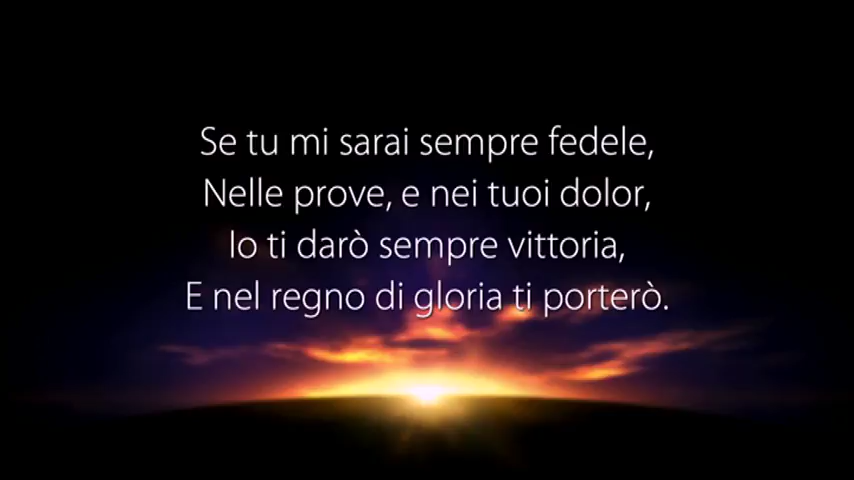 Se tu mi sarai sempre fedele,
Nelle prove, e nei tuoi dolor,
Io ti darò sempre vittoria,
E nel regno di gloria ti porterò.